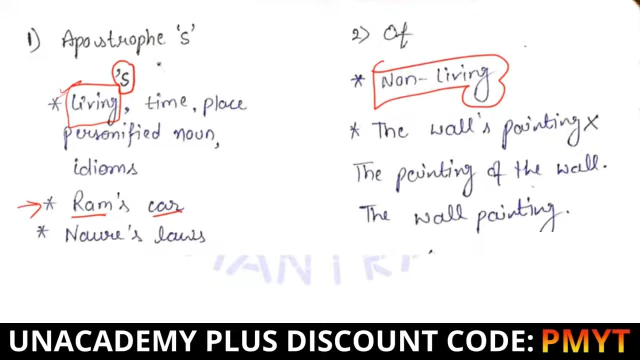 1) Apostrophe 's'
's
* Living, time, place
personified noun,
idioms
→ * Ram's car
* Naure's laws
2) Of
* Non-Living
* The wall's painting ×
The painting of the wall.
The wall painting.
UNACADEMY PLUS DISCOUNT CODE: PMYT